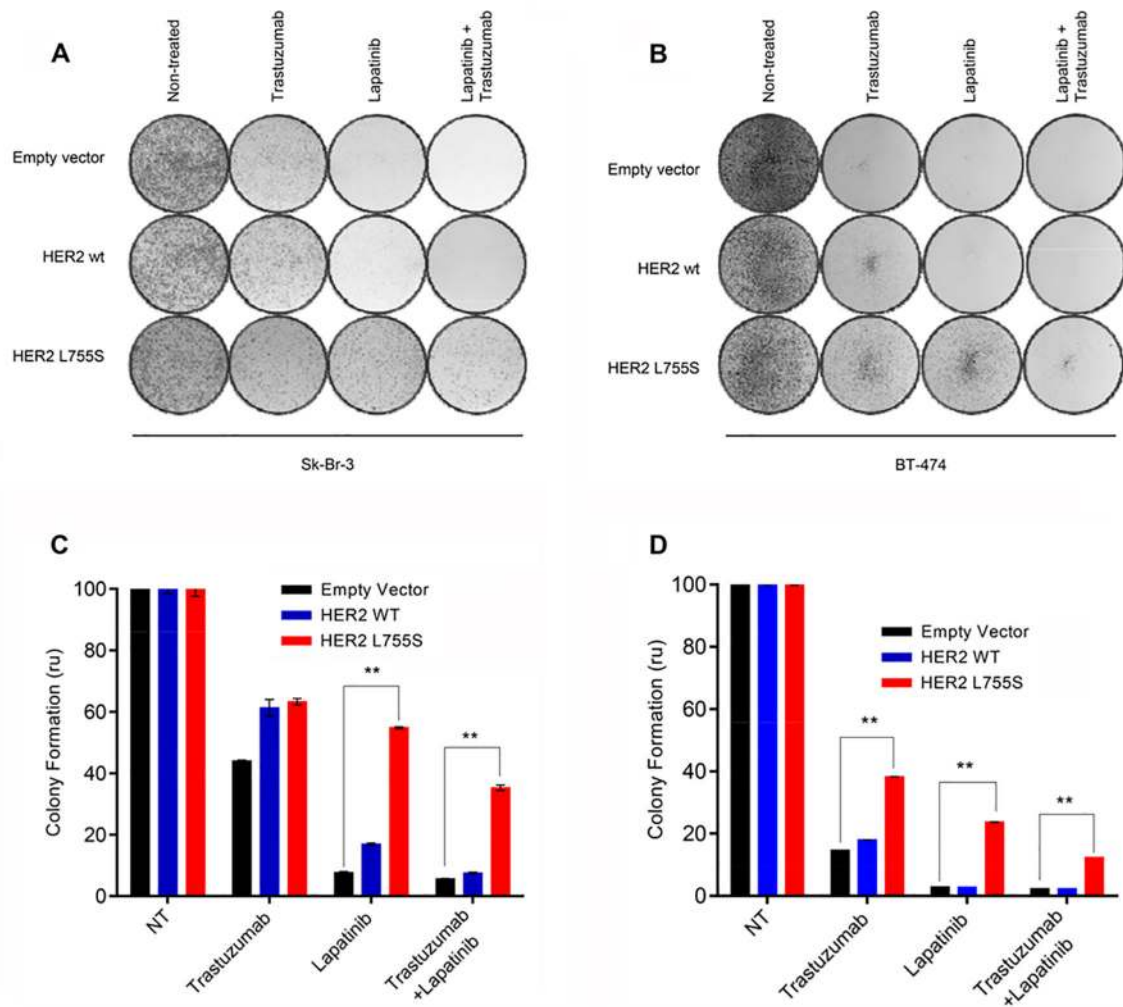 A
Non-treated
Trastuzumab
Lapatinib
Lapatinib +
Trastuzumab
Empty vector
HER2 wt
HER2 L755S
Sk-Br-3
B
Non-treated
Trastuzumab
Lapatinib
Lapatinib +
Trastuzumab
Empty vector
HER2 wt
HER2 L755S
BT-474
C
Colony Formation (ru)
100
80
60
40
20
0
Empty Vector
HER2 WT
HER2 L755S
**
**
NT
Trastuzumab
Lapatinib
Trastuzumab
+Lapatinib
D
Colony Formation (ru)
100
80
60
40
20
0
Empty Vector
HER2 WT
HER2 L755S
**
**
**
NT
Trastuzumab
Lapatinib
Trastuzumab
+Lapatinib